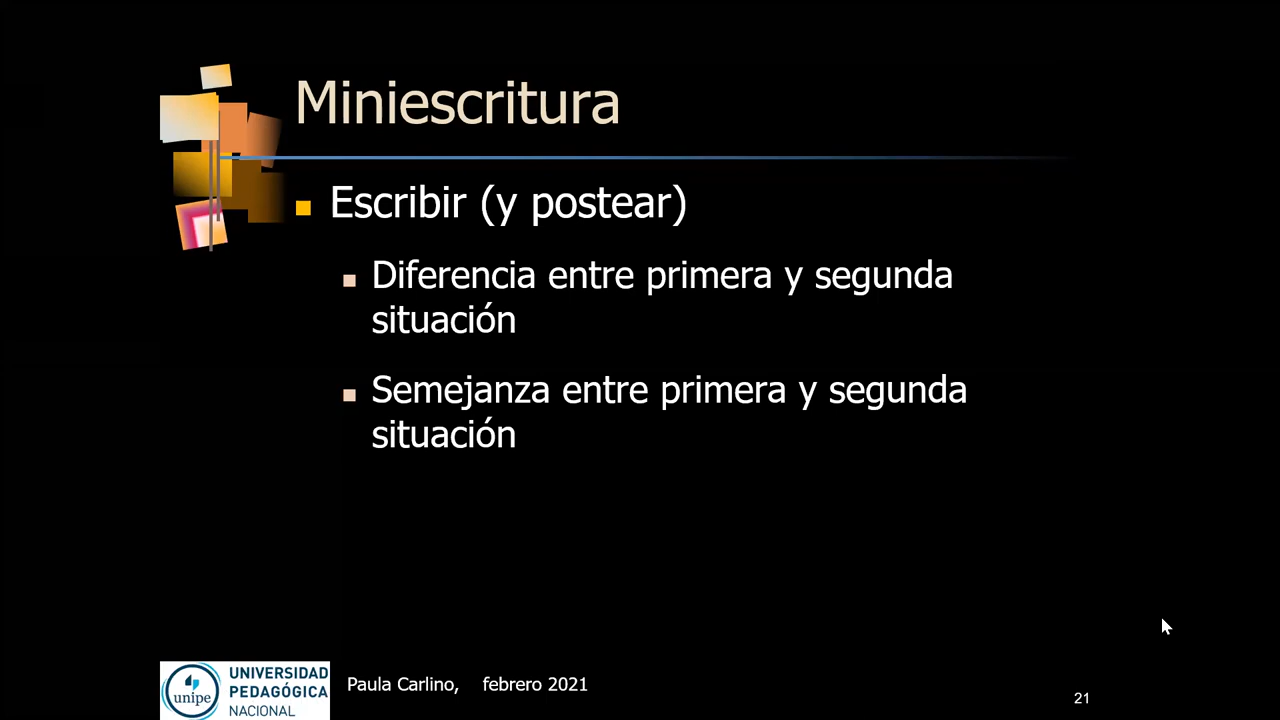 Miniescritura
Escribir (y postear)
Diferencia entre primera y segunda
situación
Semejanza entre primera y segunda
situación
unipe
UNIVERSIDAD
PEDAGÓGICA
NACIONAL
Paula Carlino, febrero 2021
21